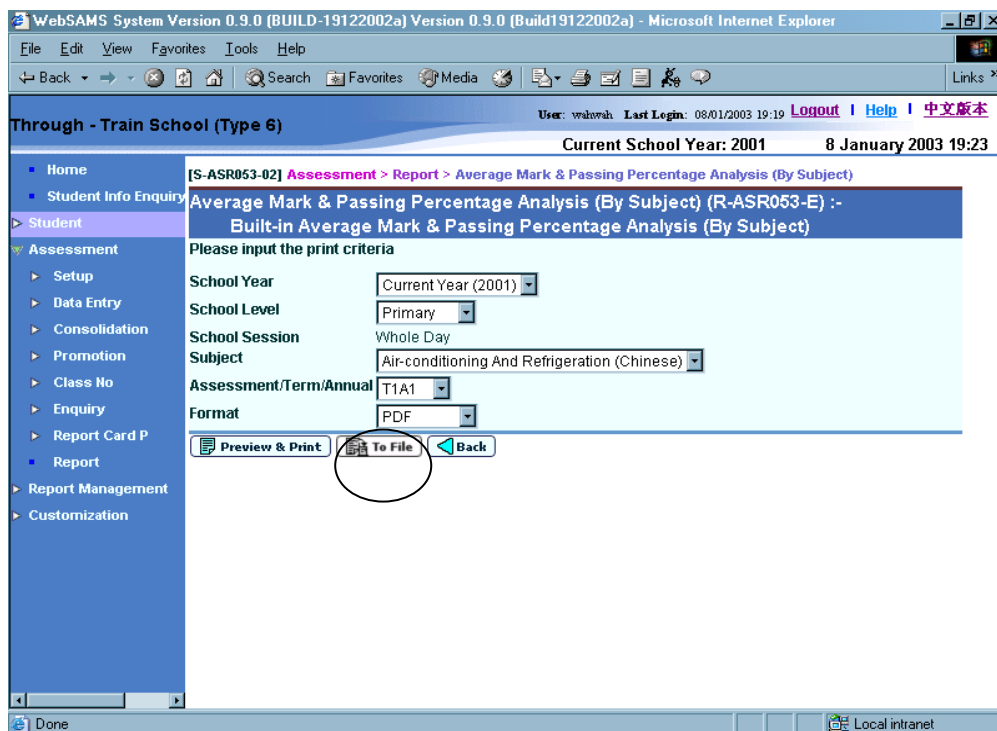 WebSAMS System Version 0.9.0 (BUILD-19122002a) Version 0.9.0 (Build19122002a) - Microsoft Internet Explorer
File Edit View Favorites Tools Help
Back Search Favorites Media Links »
Through - Train School (Type 6)
User: wahwah Last Login: 08/01/2003 19:19 Logout | Help | 中文版本
Current School Year: 2001 8 January 2003 19:23
Home
Student Info Enquiry
Student
Assessment
Setup
Data Entry
Consolidation
Promotion
Class No
Enquiry
Report Card P
Report
Report Management
Customization
[S-ASR053-02] Assessment > Report > Average Mark & Passing Percentage Analysis (By Subject)
Average Mark & Passing Percentage Analysis (By Subject) (R-ASR053-E) :-
Built-in Average Mark & Passing Percentage Analysis (By Subject)
Please input the print criteria
School Year Current Year (2001)
School Level Primary
School Session Whole Day
Subject Air-conditioning And Refrigeration (Chinese)
Assessment/Term/Annual T1A1
Format PDF
Preview & Print To File Back
Done Local intranet